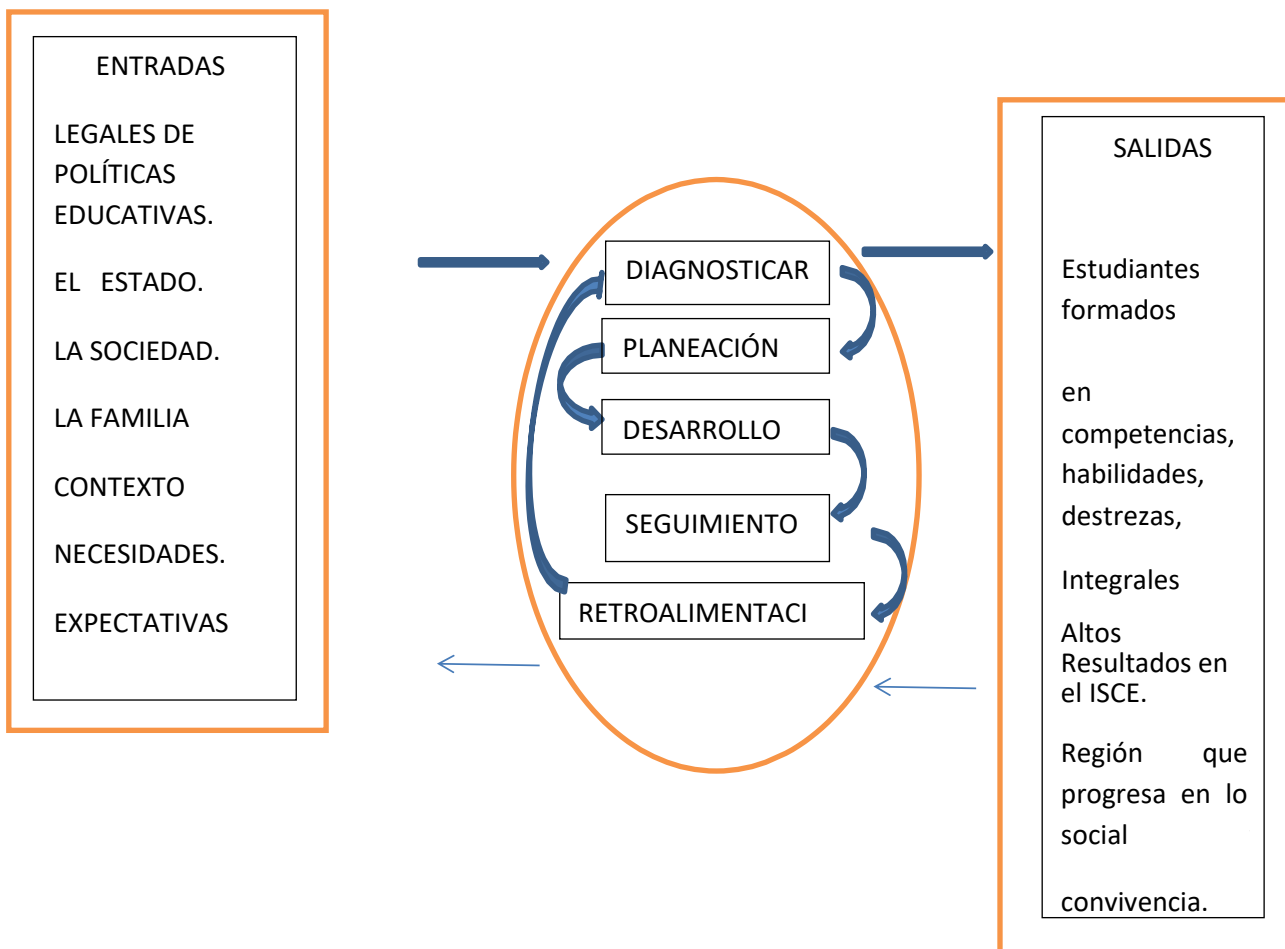 ENTRADAS
LEGALES DE
POLÍTICAS
EDUCATIVAS.
EL ESTADO.
LA SOCIEDAD.
LA FAMILIA
CONTEXTO
NECESIDADES.
EXPECTATIVAS
DIAGNOSTICAR
PLANEACIÓN
DESARROLLO
SEGUIMIENTO
RETROALIMENTACI
SALIDAS
Estudiantes
formados
en
competencias,
habilidades,
destrezas,
Integrales
Altos
Resultados en
el ISCE.
Región que
progresa en lo
social
convivencia.